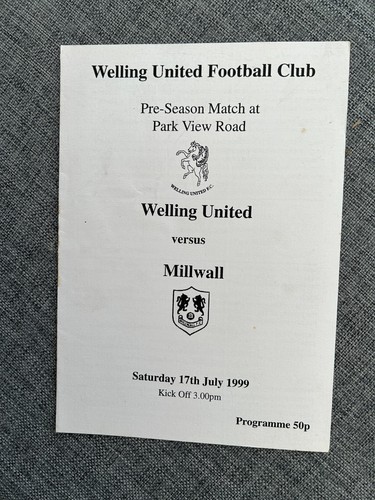 Welling United Football Club
Pre-Season Match at
Park View Road
WELLING UNITED F.C.
Welling United
versus
Millwall
Saturday 17th July 1999
Kick Off 3.00pm
Programme 50p